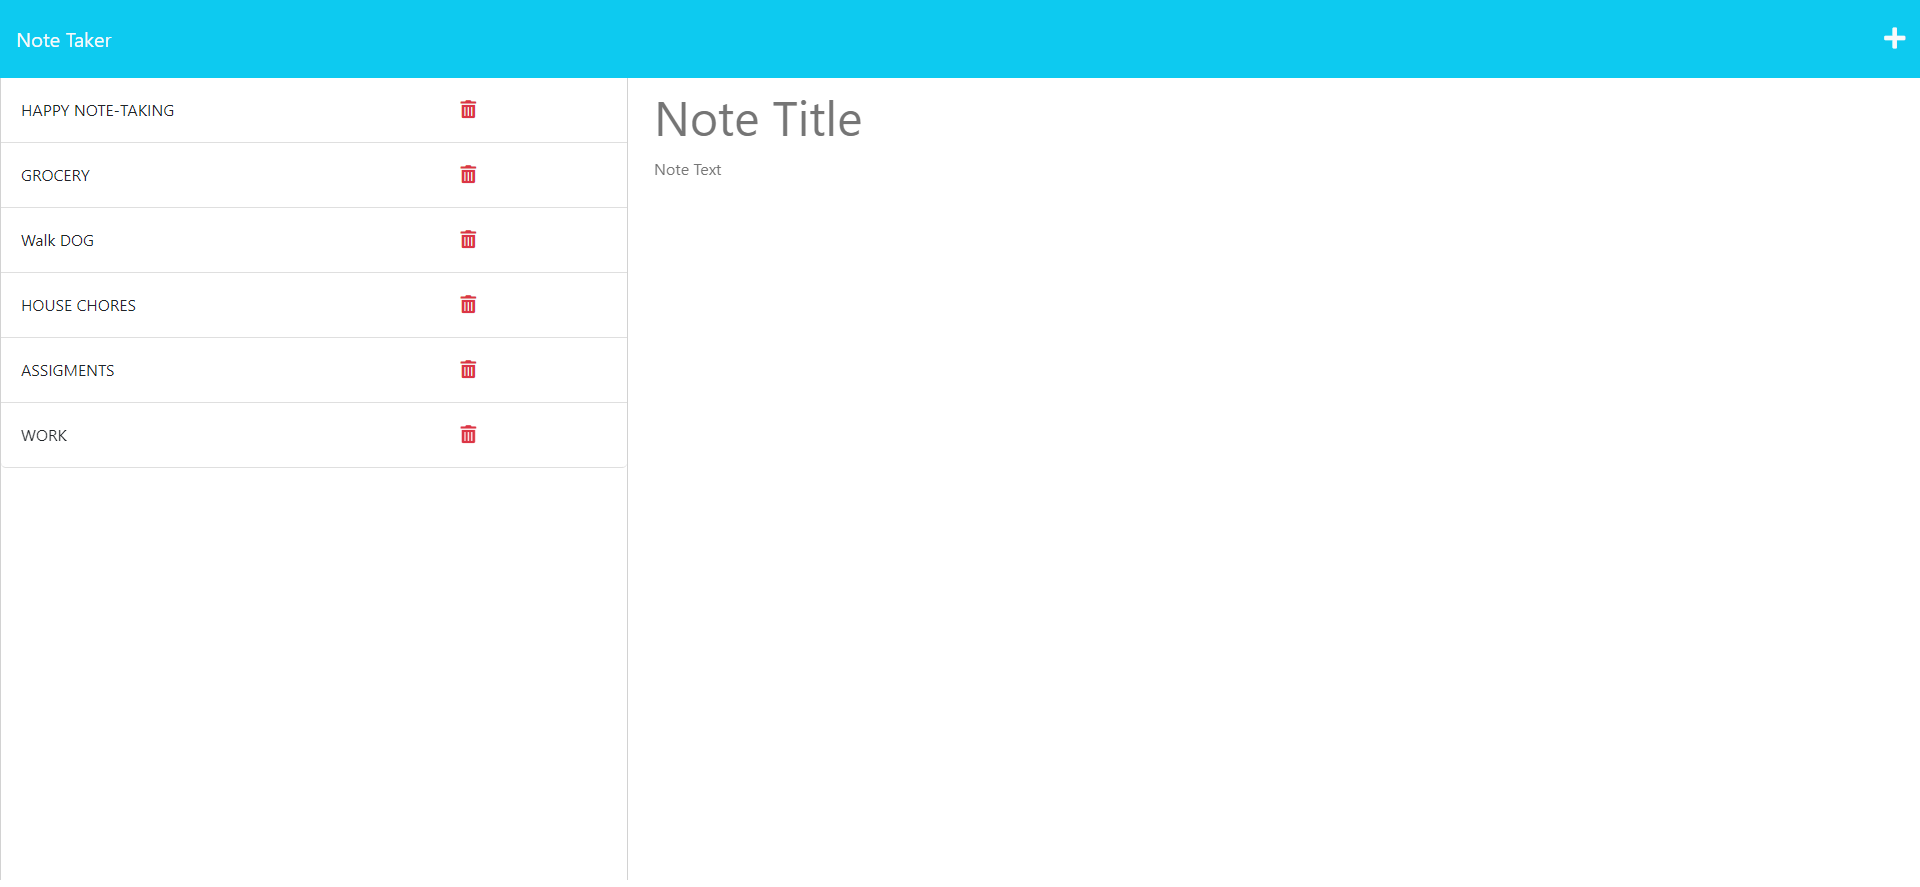 Note Taker
HAPPY NOTE-TAKING
GROCERY
Walk DOG
HOUSE CHORES
ASSIGMENTS
WORK
Note Title
Note Text